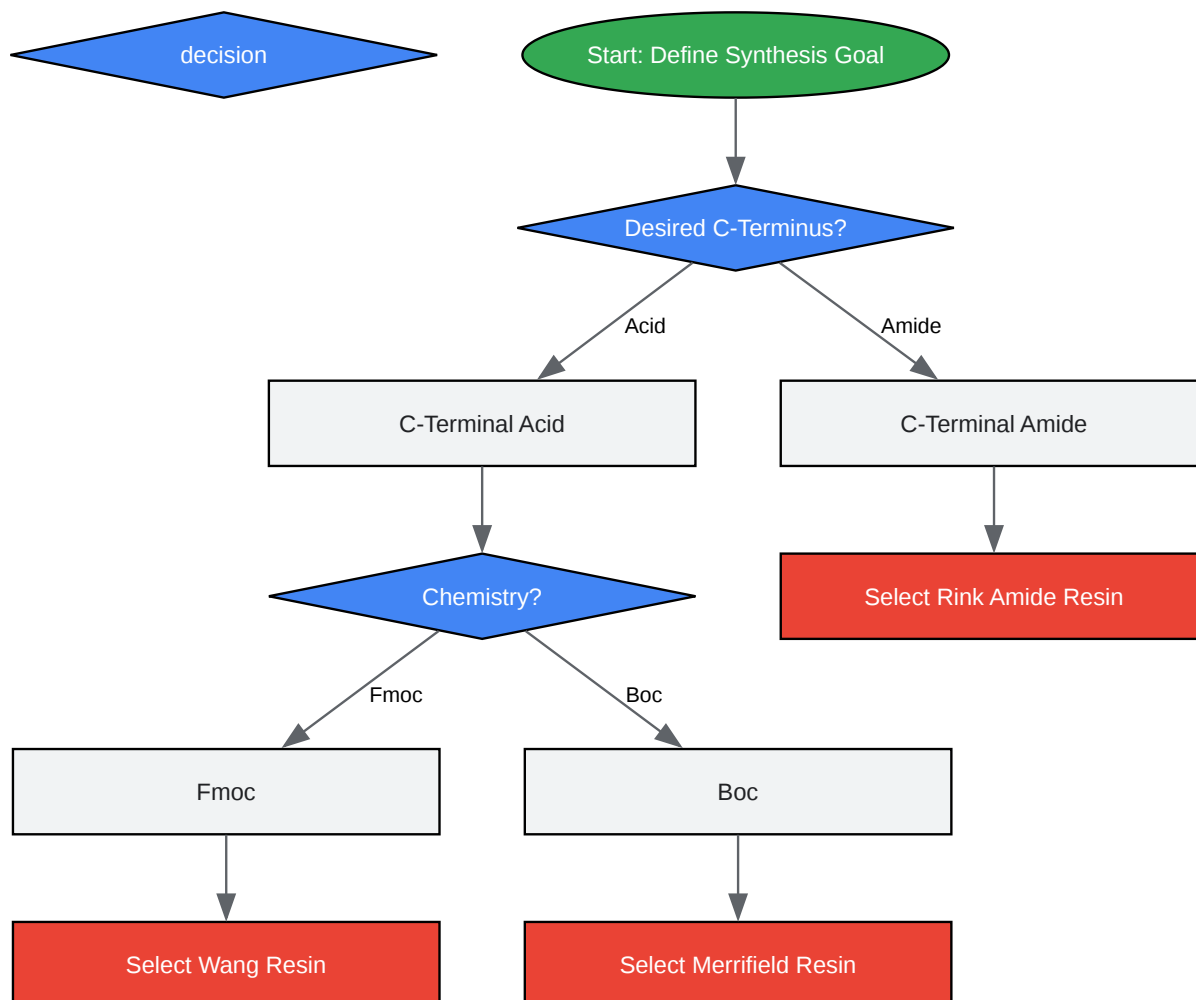 decision
Start: Define Synthesis Goal
Desired C-Terminus?
Acid
Amide
C-Terminal Acid
C-Terminal Amide
Chemistry?
Select Rink Amide Resin
Fmoc
Boc
Fmoc
Boc
Select Wang Resin
Select Merrifield Resin